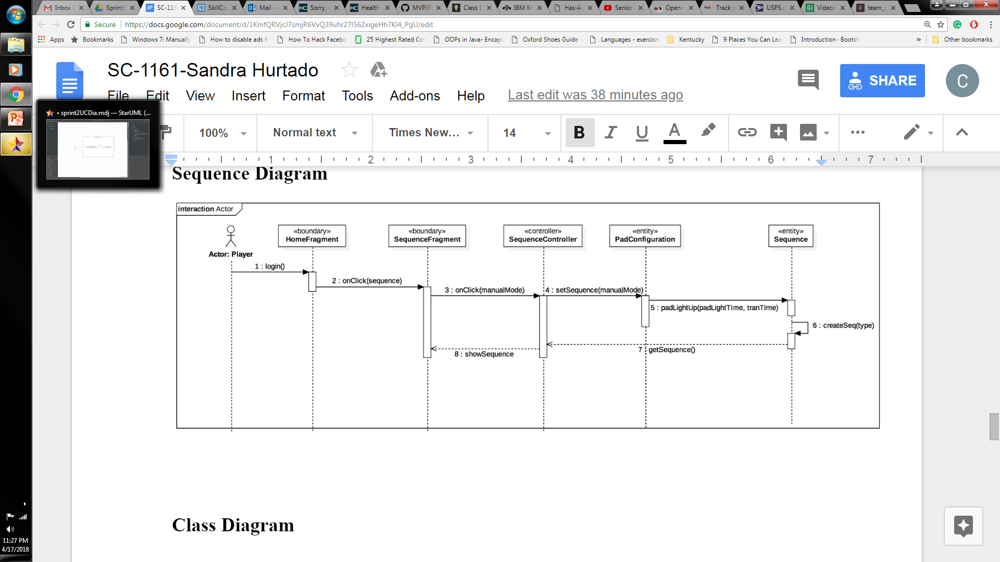 Inbox (
Sprint5
SC-116
SkillCo
Mail -
Sorry,
Health
MVP/P
Class D
IBM Kn
Has-A
Senior
Open-s
Track y
USPS.c
Videos
team_p
Secure
https://docs.google.com/document/d/1KmfQRVjcJ7smjR6VvQ39uhr27I56ZxigeHh7Kl4_PgU/edit
Apps
Bookmarks
Windows 7: Manually
How to disable ads fr
How To Hack Facebo
25 Highest Rated Co
OOPs in Java- Encaps
Oxford Shoes Guide -
Languages - exercism
Kentucky
9 Places You Can Lea
Introduction · Bootstr
»
Other bookmarks
SC-1161-Sandra Hurtado
SHARE
C
File Edit View Insert Format Tools Add-ons Help Last edit was 38 minutes ago
• sprint2UCDia.mdj — StarUML (...
100% Normal text Times New... 14 B I U A
1 2 3 4 5 6 7
Sequence Diagram
interaction Actor
«boundary»
HomeFragment
«boundary»
SequenceFragment
«controller»
SequenceController
«entity»
PadConfiguration
«entity»
Sequence
Actor: Player
1 : login()
2 : onClick(sequence)
3 : onClick(manualMode)
4 : setSequence(manualMode)
5 : padLightUp(padLightTIme, tranTIme)
6 : createSeq(type)
7 : getSequence()
8 : showSequence
Class Diagram
11:27 PM
4/17/2018